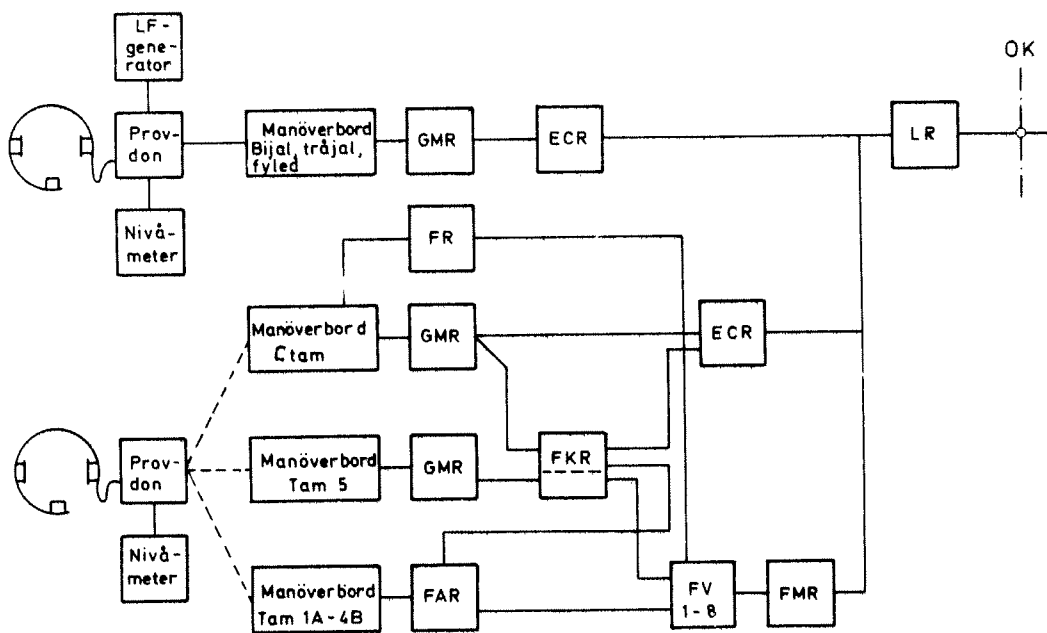 LF-
gene-
rator
OK
Prov-
don
Manöverbord
Bijal, tråjal,
fyled
GMR
ECR
LR
Nivå-
meter
FR
Manöverbord
Ctam
GMR
ECR
Prov-
don
Manöverbord
Tam 5
GMR
FKR
Nivå-
meter
Manöverbord
Tam 1A-4B
FAR
FV
1-8
FMR